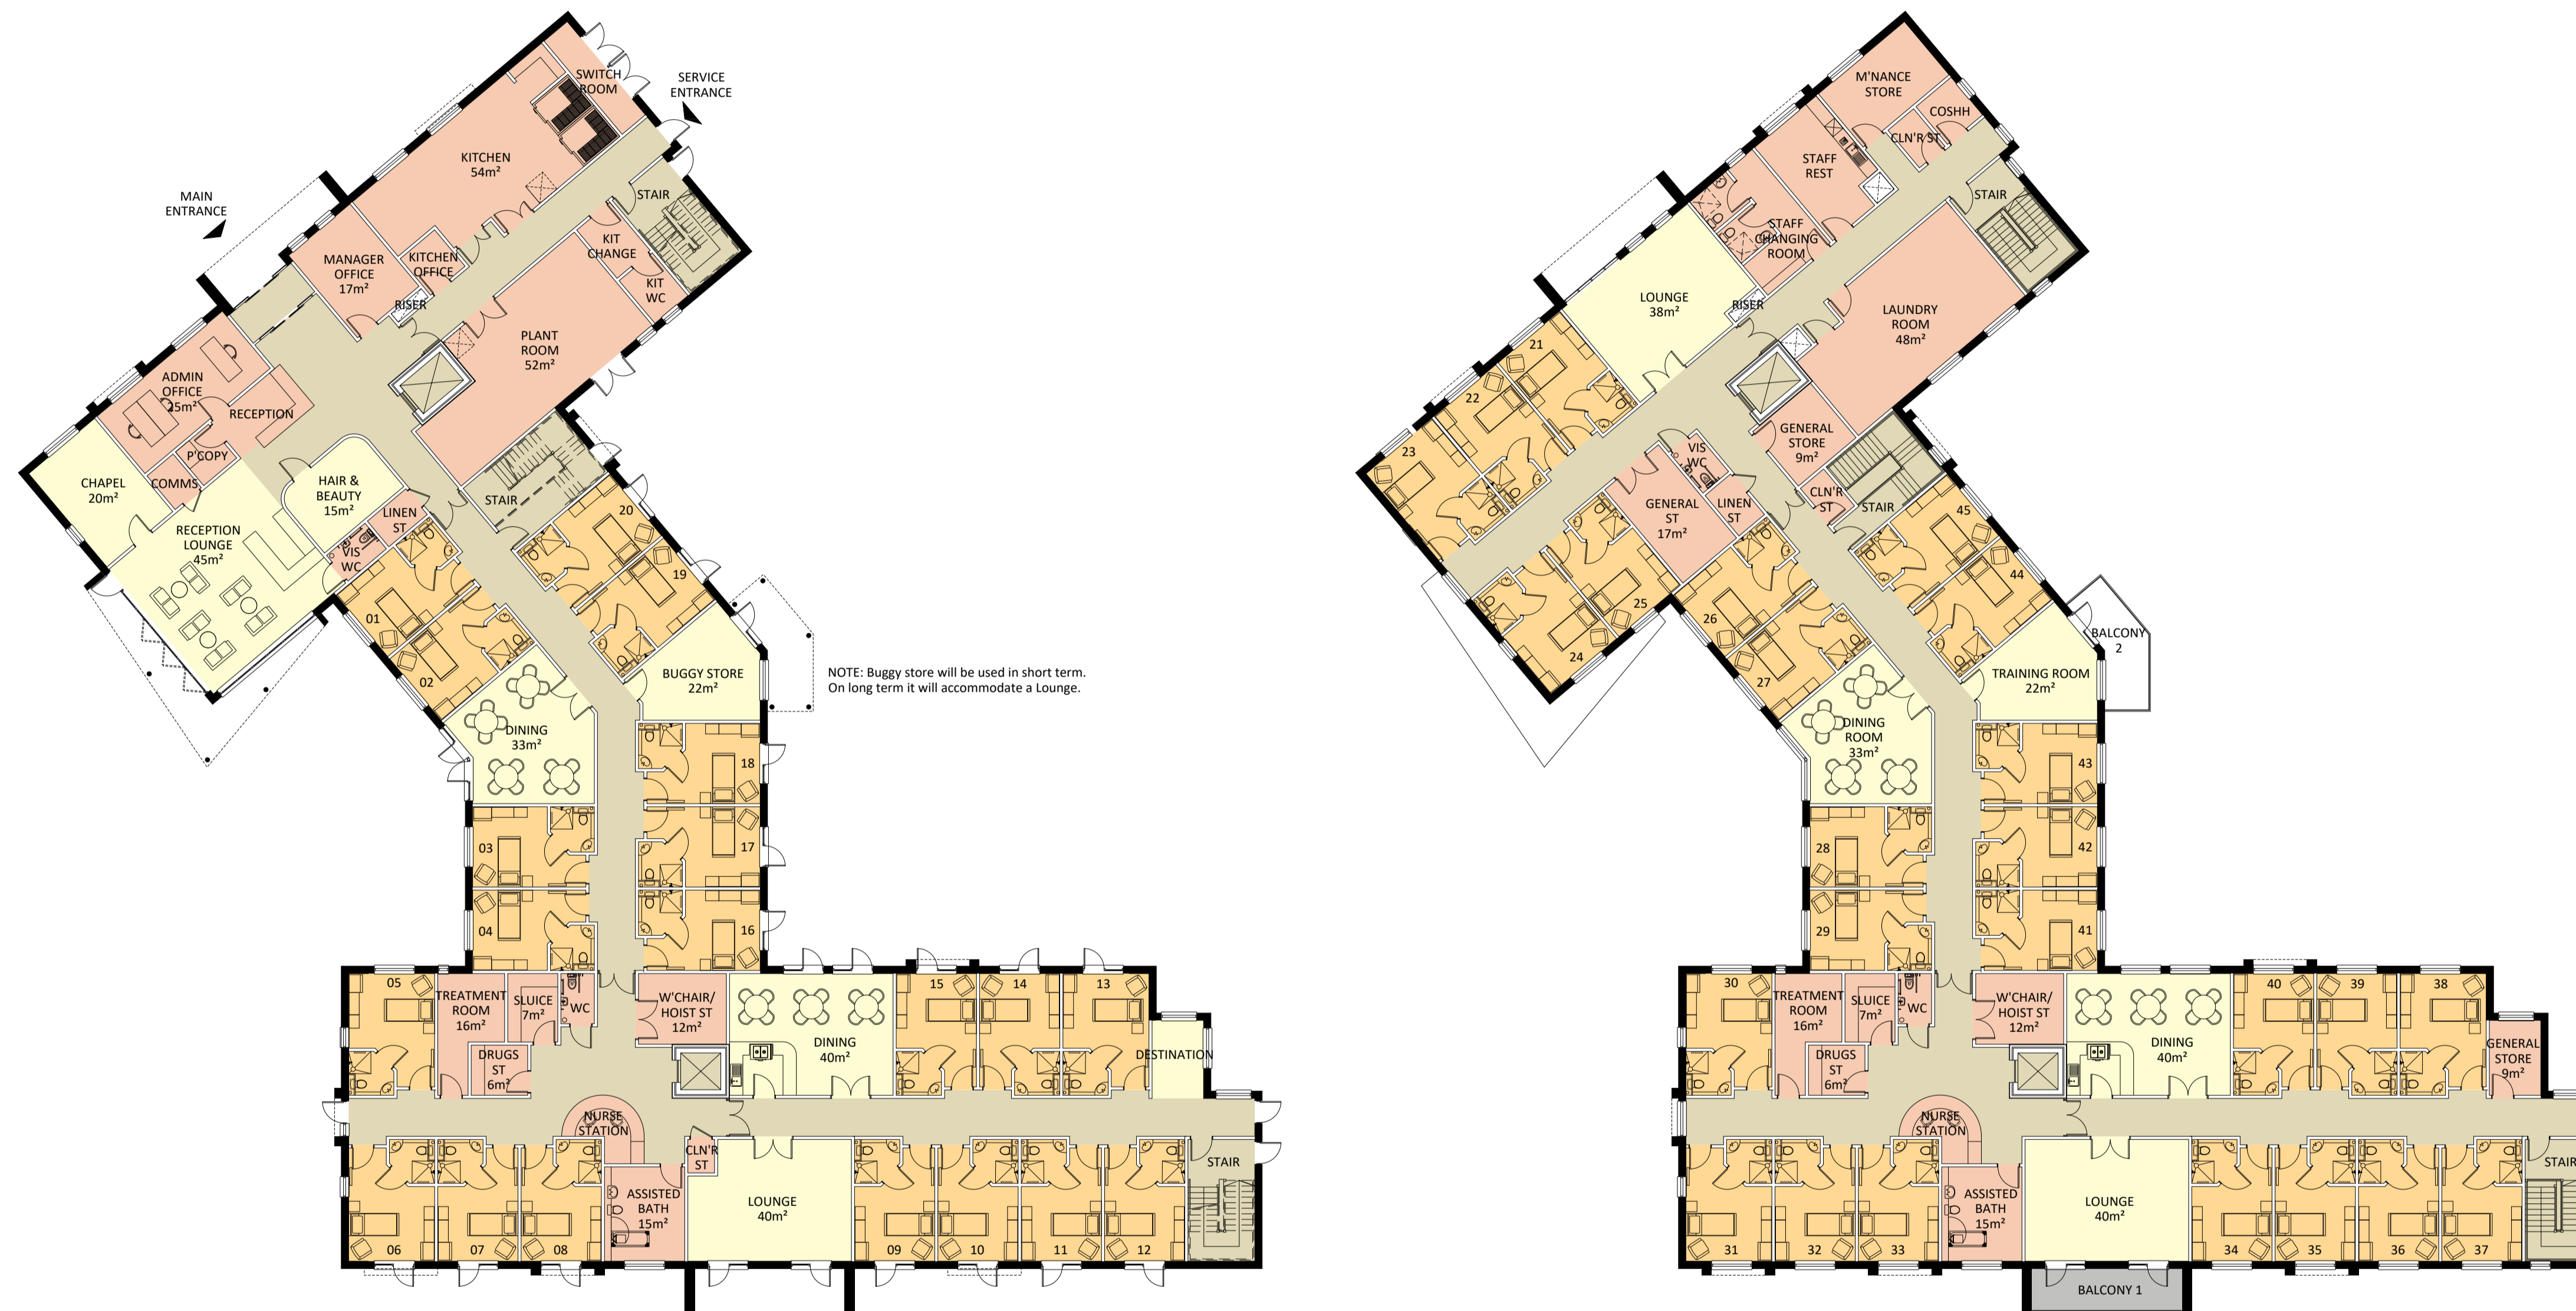 SWITCH
ROOM
SERVICE
ENTRANCE
KITCHEN
54m²
STAIR
MAIN
ENTRANCE
KIT
CHANGE
MANAGER
OFFICE
17m²
KITCHEN
OFFICE
KIT
WC
RISER
PLANT
ROOM
52m²
ADMIN
OFFICE
25m²
RECEPTION
P'COPY
COMMS
CHAPEL
20m²
HAIR &
BEAUTY
15m²
LINEN
ST
STAIR
20
RECEPTION
LOUNGE
45m²
VIS
WC
19
01
02
BUGGY STORE
22m²
NOTE: Buggy store will be used in short term.
On long term it will accommodate a Lounge.
DINING
33m²
18
03
17
04
16
05
TREATMENT
ROOM
16m²
SLUICE
7m²
WC
W'CHAIR/
HOIST ST
12m²
DINING
40m²
15
14
13
DRUGS
ST
6m²
DESTINATION
NURSE
STATION
CLN'R
ST
STAIR
ASSISTED
BATH
15m²
LOUNGE
40m²
06
07
08
09
10
11
12
M'NANCE
STORE
COSHH
CLN'R ST
STAFF
REST
STAIR
STAFF
CHANGING
ROOM
LOUNGE
38m²
RISER
LAUNDRY
ROOM
48m²
21
22
23
GENERAL
STORE
9m²
VIS
WC
CLN'R
ST
STAIR
GENERAL
ST
17m²
LINEN
ST
45
44
25
24
26
27
BALCONY
2
TRAINING ROOM
22m²
DINING
ROOM
33m²
43
28
42
29
41
30
TREATMENT
ROOM
16m²
SLUICE
7m²
WC
W'CHAIR/
HOIST ST
12m²
DINING
40m²
40
39
38
DRUGS
ST
6m²
GENERAL
STORE
9m²
NURSE
STATION
STAIR
ASSISTED
BATH
15m²
LOUNGE
40m²
31
32
33
34
35
36
37
BALCONY 1